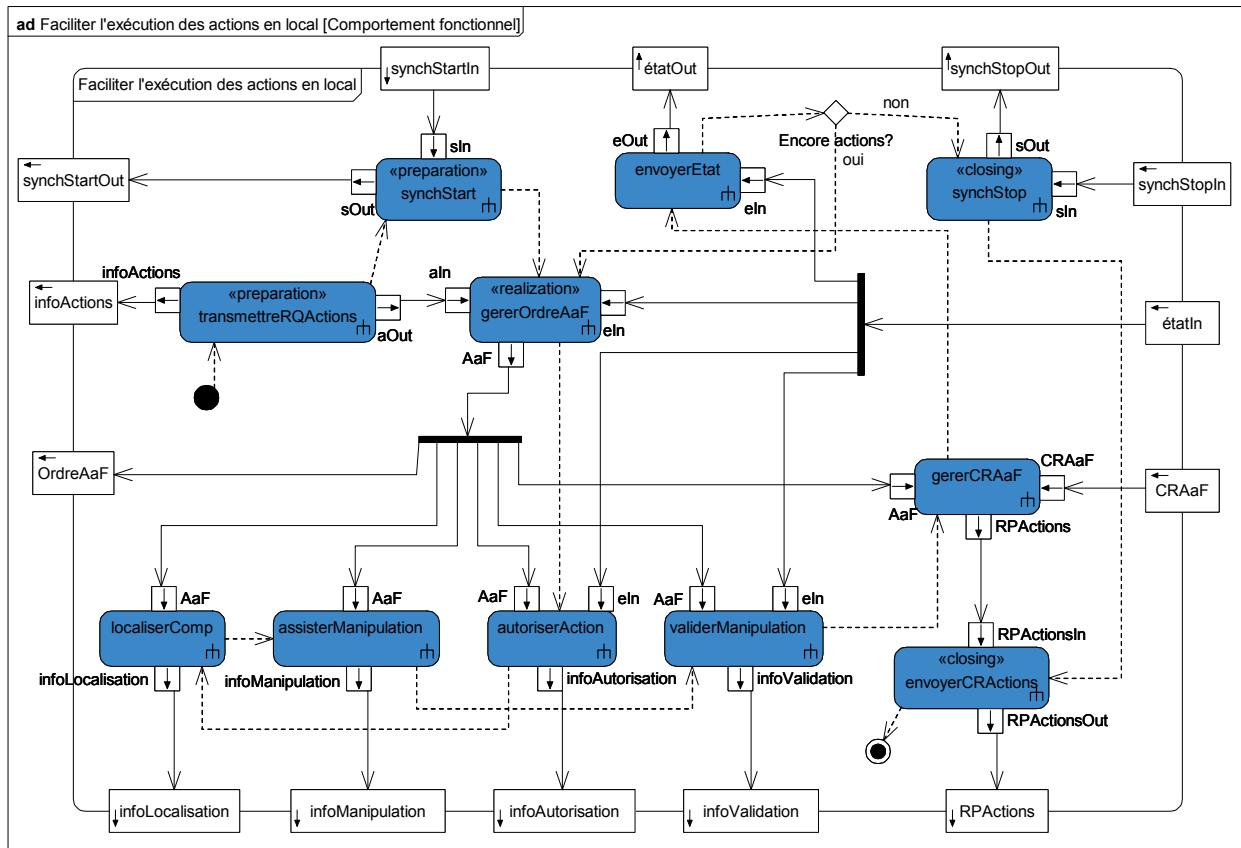 ad Faciliter l'exécution des actions en local [Comportement fonctionnel]
synchStartIn
étatOut
synchStopOut
Faciliter l'exécution des actions en local
non
eOut
Encore actions?
sOut
sIn
oui
«preparation»
synchStart
envoyerEtat
«closing»
synchStop
synchStartOut
synchStopIn
sOut
eIn
sIn
infoActions
aIn
infoActions
«preparation»
transmettreRQActions
«realization»
gererOrdreAaF
étatIn
aOut
eIn
AaF
OrdreAaF
CRAaF
gererCRAaF
CRAaF
AaF
RPActions
AaF
AaF
AaF
eIn
AaF
eIn
localiserComp
assisterManipulation
autoriserAction
validerManipulation
RPActionsIn
«closing»
envoyerCRActions
infoLocalisation
infoManipulation
infoAutorisation
infoValidation
RPActionsOut
infoLocalisation
infoManipulation
infoAutorisation
infoValidation
RPActions